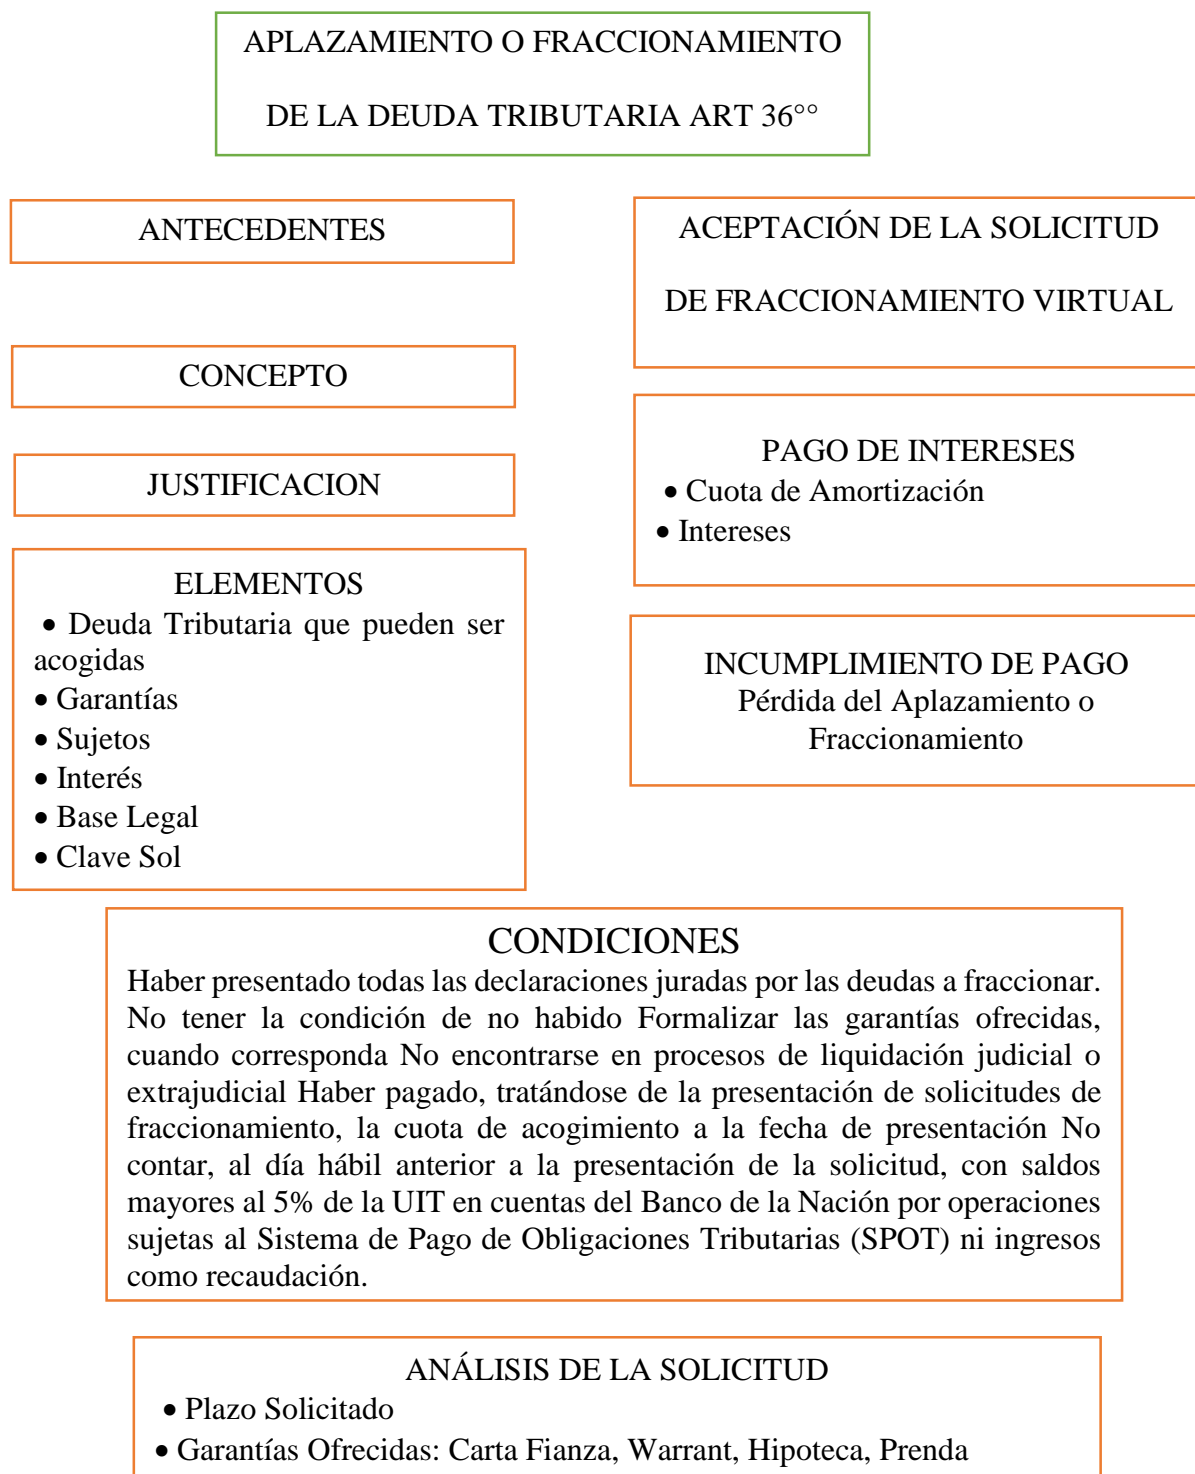 APLAZAMIENTO O FRACCIONAMIENTO
DE LA DEUDA TRIBUTARIA ART 36°°
ANTECEDENTES
CONCEPTO
JUSTIFICACION
ELEMENTOS
• Deuda Tributaria que pueden ser
acogidas
• Garantías
• Sujetos
• Interés
• Base Legal
• Clave Sol
ACEPTACIÓN DE LA SOLICITUD
DE FRACCIONAMIENTO VIRTUAL
PAGO DE INTERESES
• Cuota de Amortización
• Intereses
INCUMPLIMIENTO DE PAGO
Pérdida del Aplazamiento o
Fraccionamiento
CONDICIONES
Haber presentado todas las declaraciones juradas por las deudas a fraccionar.
No tener la condición de no habido Formalizar las garantías ofrecidas,
cuando corresponda No encontrarse en procesos de liquidación judicial o
extrajudicial Haber pagado, tratándose de la presentación de solicitudes de
fraccionamiento, la cuota de acogimiento a la fecha de presentación No
contar, al día hábil anterior a la presentación de la solicitud, con saldos
mayores al 5% de la UIT en cuentas del Banco de la Nación por operaciones
sujetas al Sistema de Pago de Obligaciones Tributarias (SPOT) ni ingresos
como recaudación.
ANÁLISIS DE LA SOLICITUD
• Plazo Solicitado
• Garantías Ofrecidas: Carta Fianza, Warrant, Hipoteca, Prenda